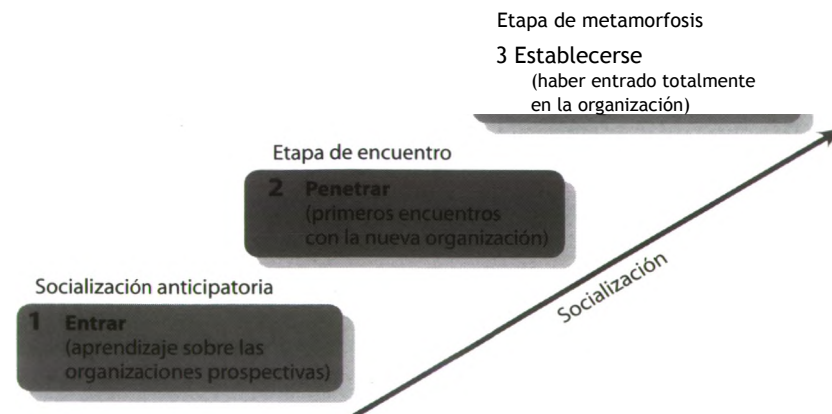 Etapa de metamorfosis
3 Establecerse
(haber entrado totalmente
en la organización)
Etapa de encuentro
2 Penetrar
(primeros encuentros
con la nueva organización)
Socialización
Socialización anticipatoria
1 Entrar
(aprendizaje sobre las
organizaciones prospectivas)